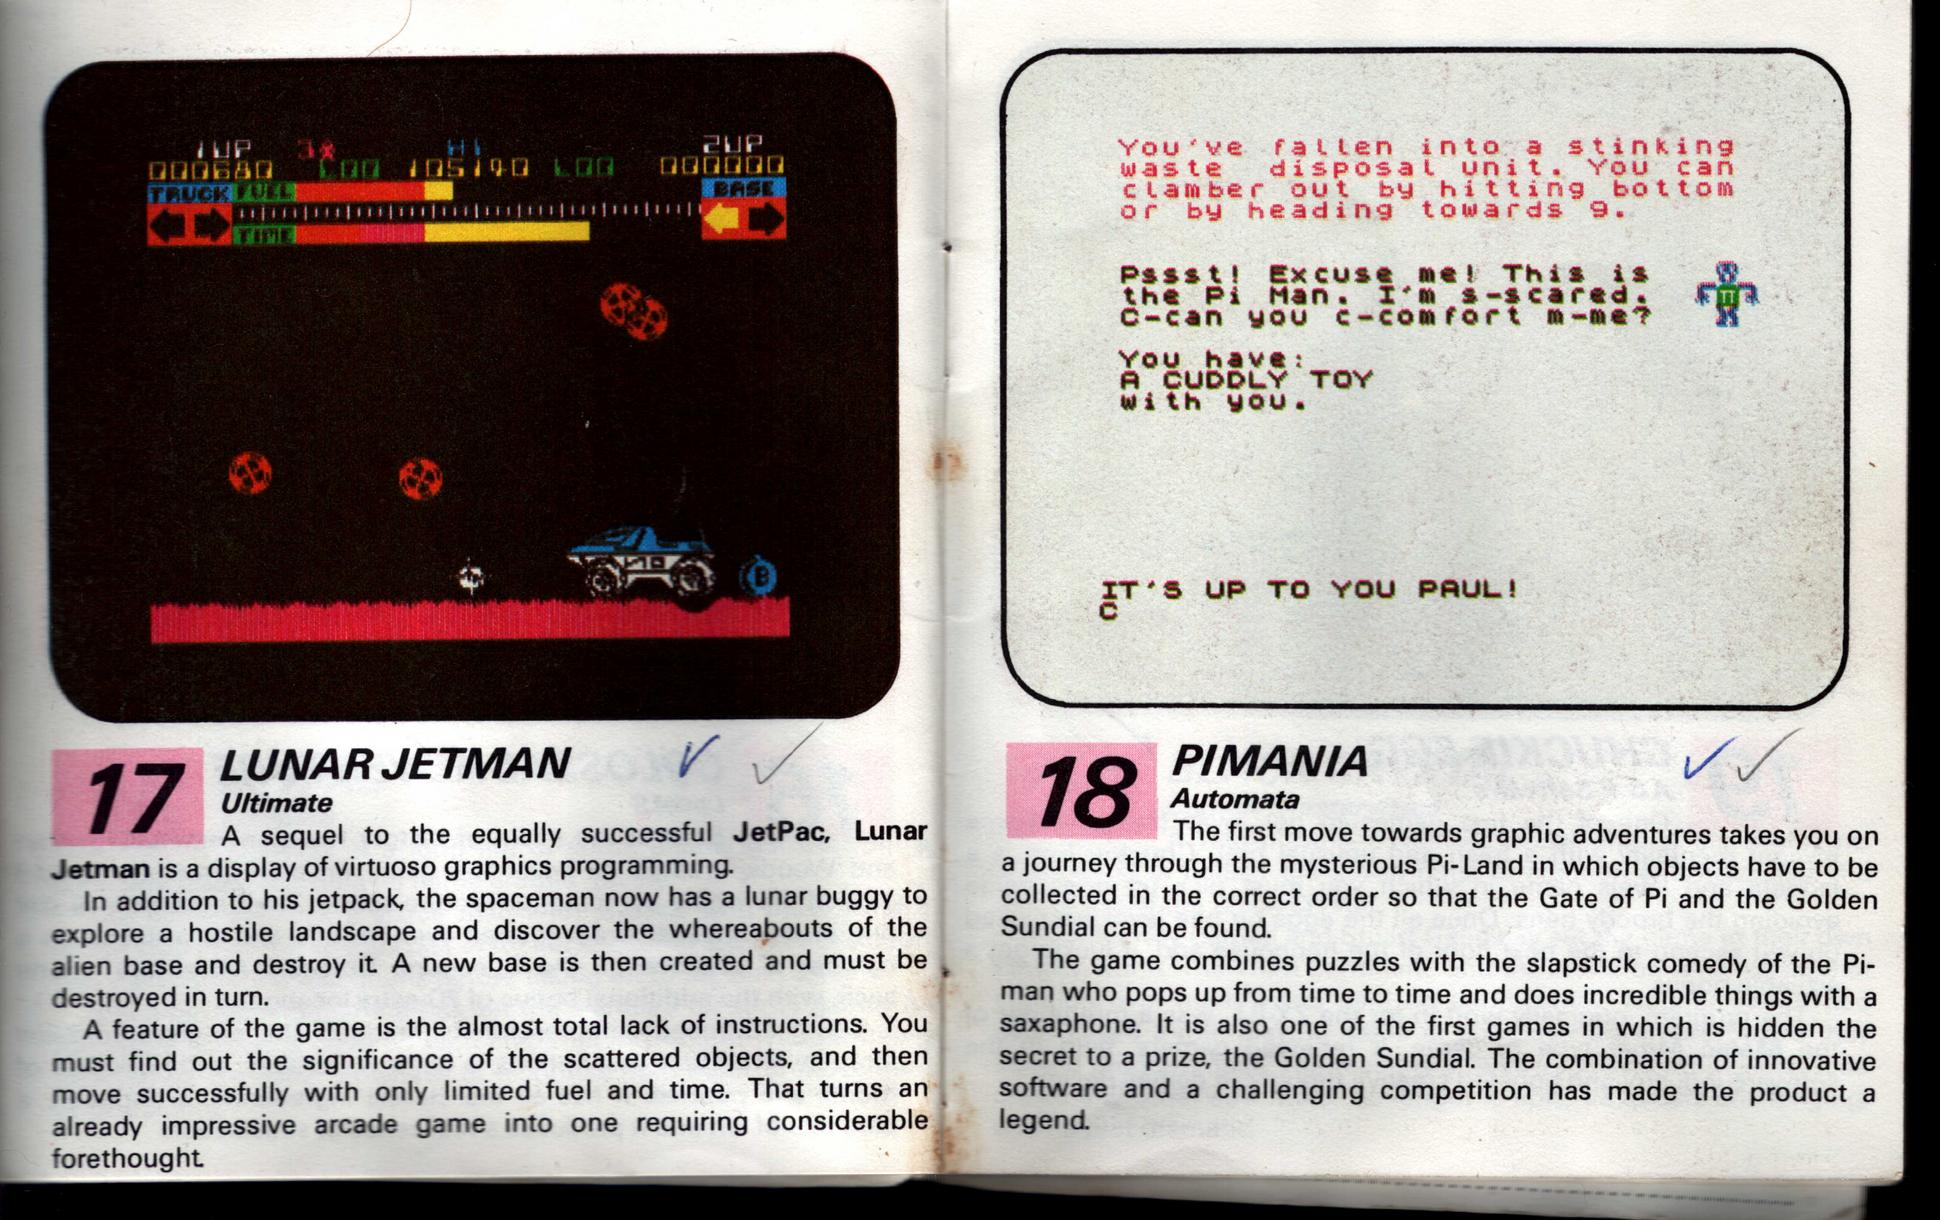 1UP 3 HI 2UP
000680 L00 105140 L00 000000
TRUCK FUEL BASE
TIME
B
17 LUNAR JETMAN
Ultimate
A sequel to the equally successful JetPac, Lunar
Jetman is a display of virtuoso graphics programming.
In addition to his jetpack, the spaceman now has a lunar buggy to
explore a hostile landscape and discover the whereabouts of the
alien base and destroy it. A new base is then created and must be
destroyed in turn.
A feature of the game is the almost total lack of instructions. You
must find out the significance of the scattered objects, and then
move successfully with only limited fuel and time. That turns an
already impressive arcade game into one requiring considerable
forethought.
You've fallen into a stinking
waste disposal unit. You can
clamber out by hitting bottom
or by heading towards 9.
Pssst! Excuse me! This is
the Pi Man. I'm s-scared.
C-can you c-comfort m-me?
π
You have:
A CUDDLY TOY
with you.
IT'S UP TO YOU PAUL!
C
18 PIMANIA
Automata
The first move towards graphic adventures takes you on
a journey through the mysterious Pi-Land in which objects have to be
collected in the correct order so that the Gate of Pi and the Golden
Sundial can be found.
The game combines puzzles with the slapstick comedy of the Pi-
man who pops up from time to time and does incredible things with a
saxaphone. It is also one of the first games in which is hidden the
secret to a prize, the Golden Sundial. The combination of innovative
software and a challenging competition has made the product a
legend.